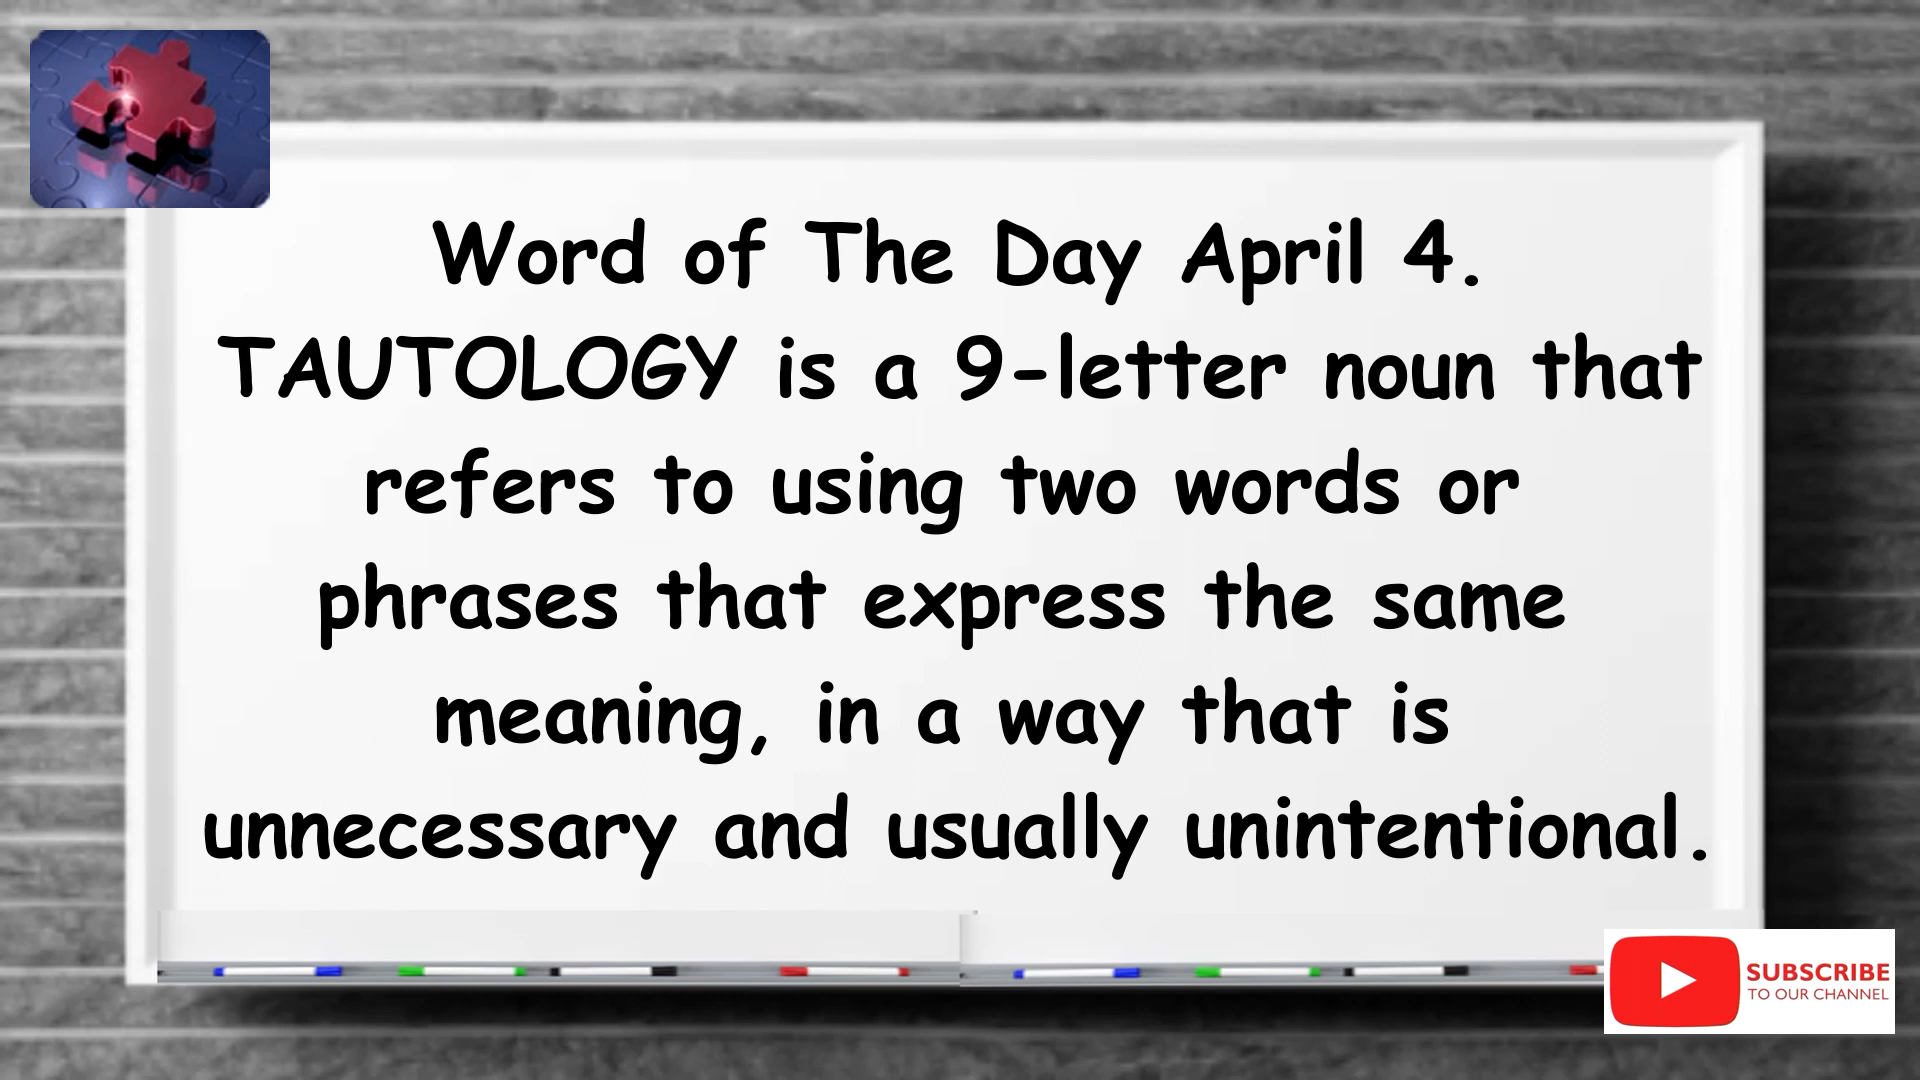 Word of The Day April 4.
TAUTOLOGY is a 9-letter noun that
refers to using two words or
phrases that express the same
meaning, in a way that is
unnecessary and usually unintentional.
SUBSCRIBE
TO OUR CHANNEL